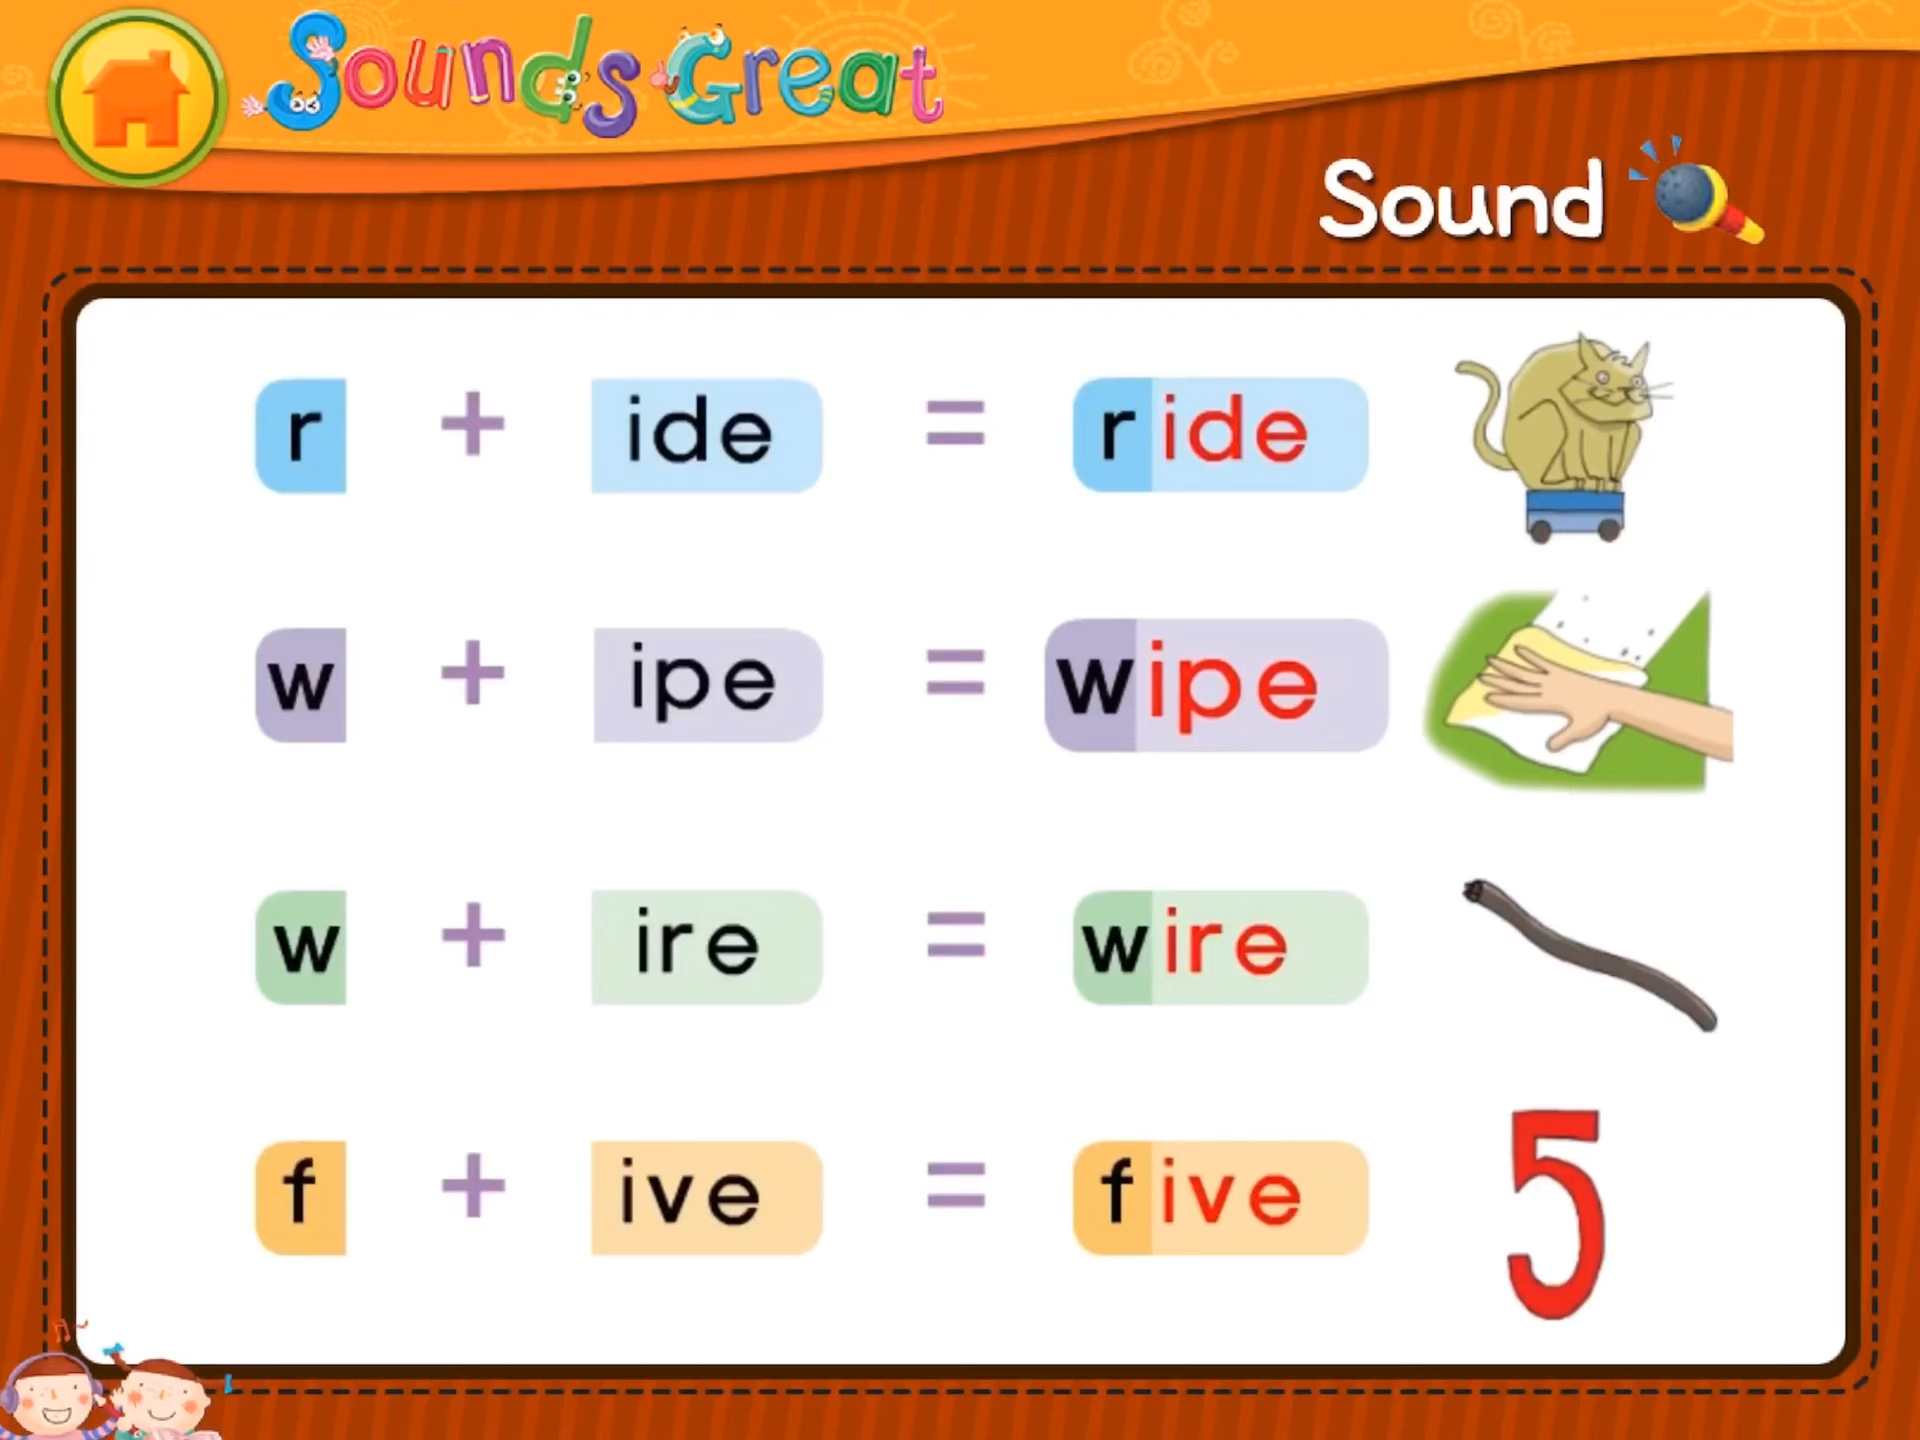 Sounds Great
Sound
r + ide = ride
w + ipe = wipe
w + ire = wire
f + ive = five
5